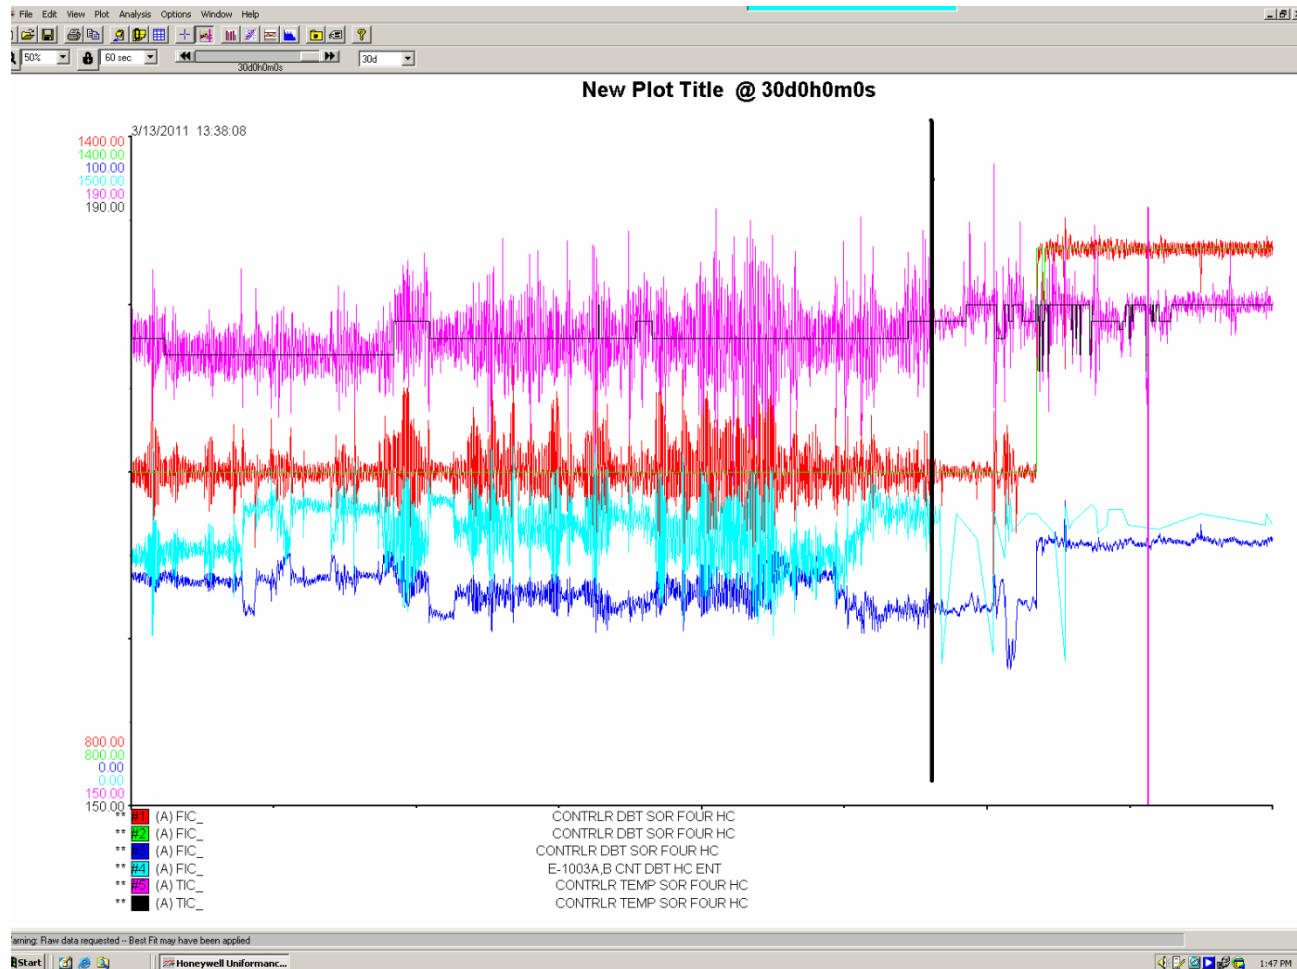 File Edit View Plot Analysis Options Window Help
50% 60 sec 30d0h0m0s 30d
New Plot Title @ 30d0h0m0s
3/13/2011 13:38:08
1400.00
1400.00
100.00
1500.00
190.00
190.00
800.00
800.00
0.00
0.00
150.00
150.00
** #1 (A) FIC_ CONTRLR DBT SOR FOUR HC
** #2 (A) FIC_ CONTRLR DBT SOR FOUR HC
** #3 (A) FIC_ CONTRLR DBT SOR FOUR HC
** #4 (A) FIC_ E-1003A,B CNT DBT HC ENT
** #5 (A) TIC_ CONTRLR TEMP SOR FOUR HC
** (A) TIC_ CONTRLR TEMP SOR FOUR HC
arning: Raw data requested -- Best Fit may have been applied
Start Honeywell Uniformanc... 1:47 PM